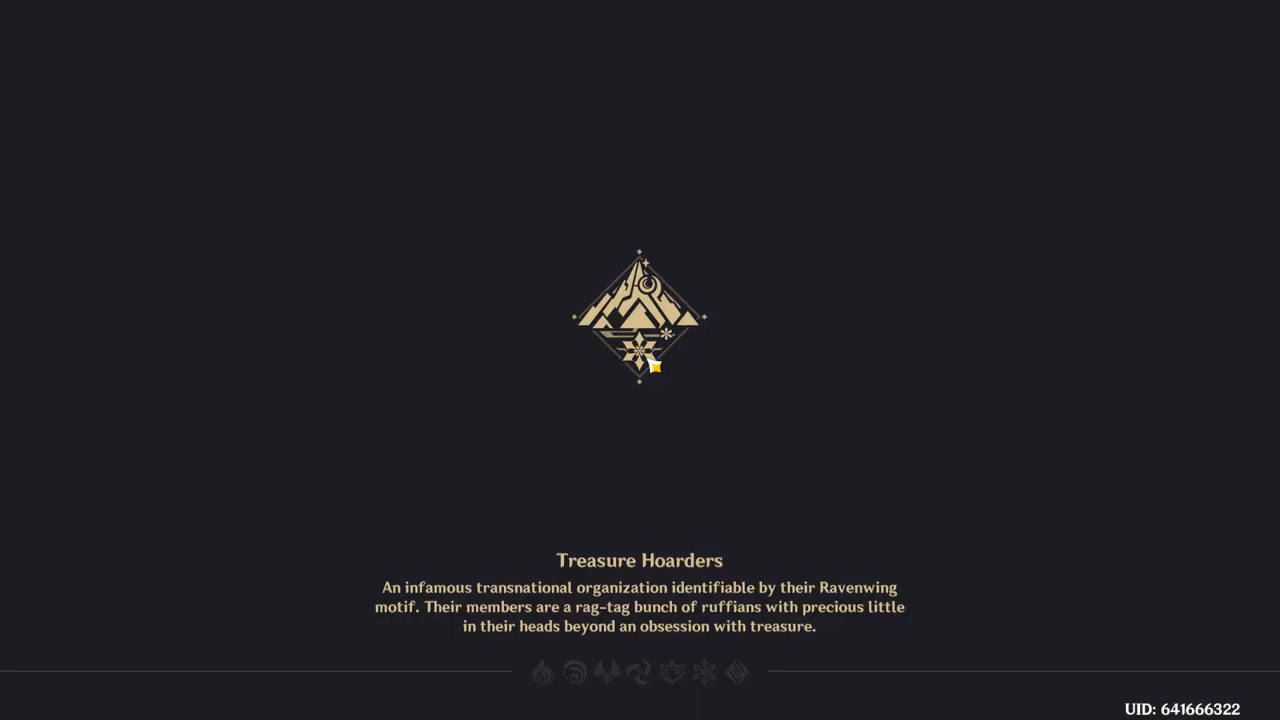 Treasure Hoarders
An infamous transnational organization identifiable by their Ravenwing
motif. Their members are a rag-tag bunch of ruffians with precious little
in their heads beyond an obsession with treasure.
UID: 641666322